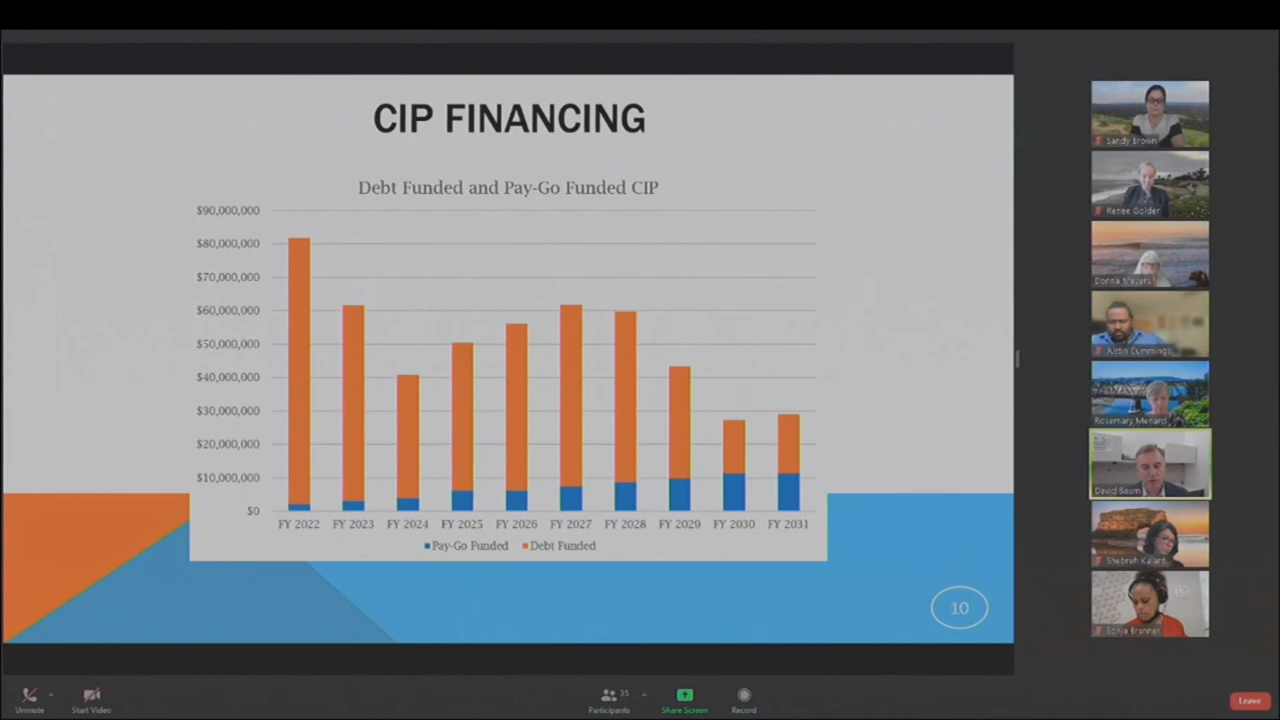 CIP FINANCING
Debt Funded and Pay-Go Funded CIP
$90,000,000
$80,000,000
$70,000,000
$60,000,000
$50,000,000
$40,000,000
$30,000,000
$20,000,000
$10,000,000
$0
FY 2022 FY 2023 FY 2024 FY 2025 FY 2026 FY 2027 FY 2028 FY 2029 FY 2030 FY 2031
Pay-Go Funded Debt Funded
10
Sandy Brown
Renee Golder
Donna Meyers
Justin Cummings
Rosemary Menard
David Baum
Shebreh
Sonja Brunner
Unmute
Start Video
35
Participants
Share Screen
Record
Leave